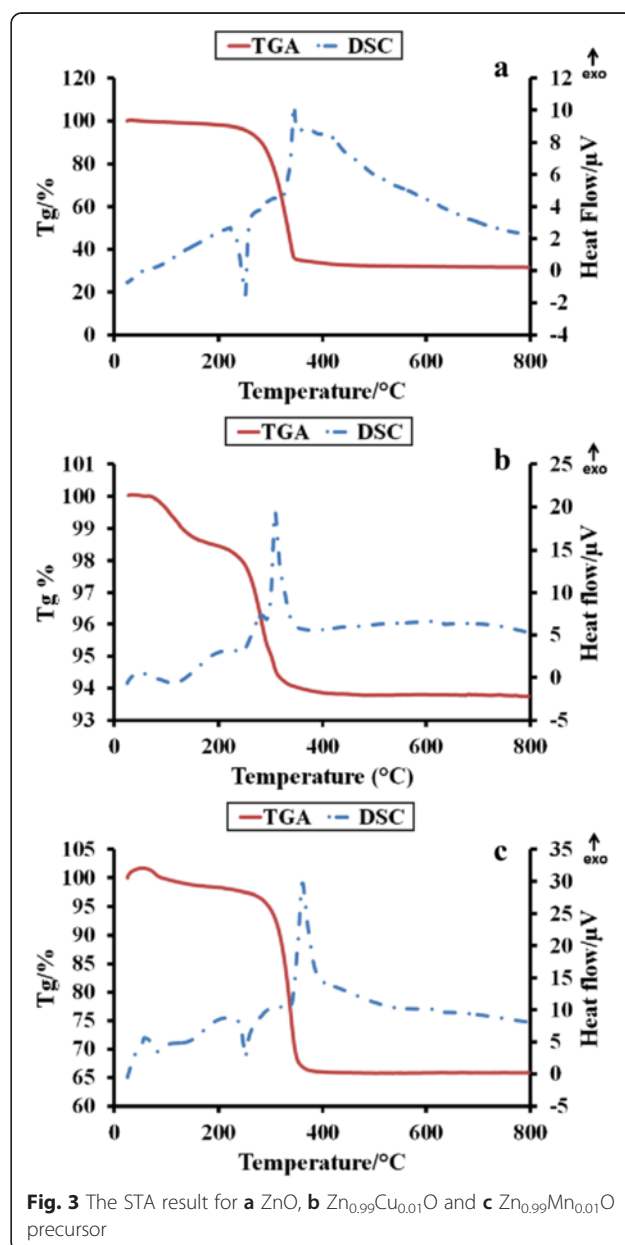 TGA DSC
a
↑
exo
120
100
80
60
40
20
0
Tg/%
12
10
8
6
4
2
0
-2
-4
Heat Flow/µV
0 200 400 600 800
Temperature/°C
TGA DSC
b
↑
exo
101
100
99
98
97
96
95
94
93
Tg %
25
20
15
10
5
0
-5
Heat flow/µV
0 200 400 600 800
Temperature (°C)
TGA DSC
c
↑
exo
105
100
95
90
85
80
75
70
65
60
Tg/%
35
30
25
20
15
10
5
0
-5
Heat flow/µV
0 200 400 600 800
Temperature/°C
Fig. 3 The STA result for a ZnO, b Zn0.99Cu0.01O and c Zn0.99Mn0.01O
precursor